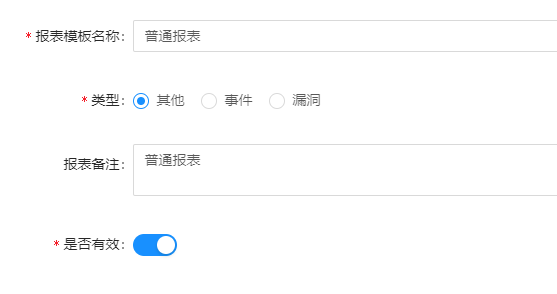 * 报表模板名称: 普通报表
* 类型: 其他 事件 漏洞
报表备注: 普通报表
* 是否有效: